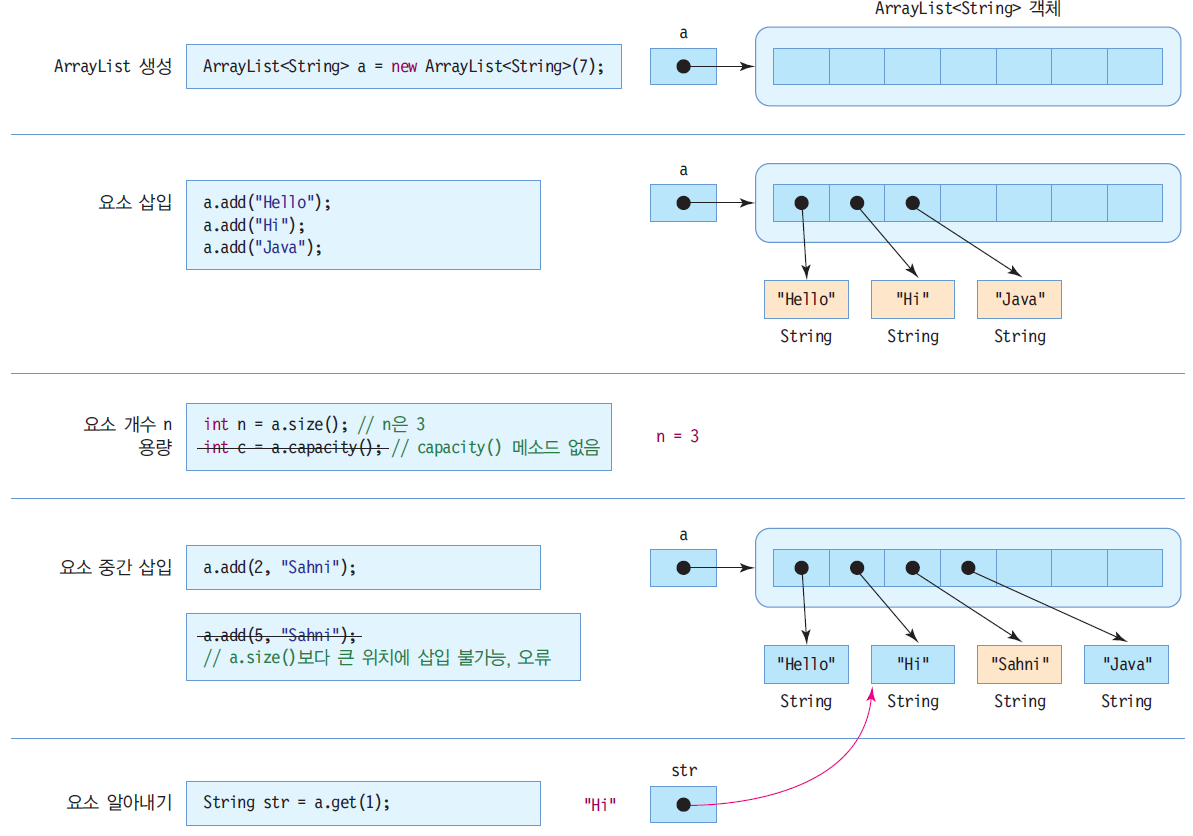 ArrayList<String> 객체
a
ArrayList 생성
ArrayList<String> a = new ArrayList<String>(7);
a
요소 삽입
a.add("Hello");
a.add("Hi");
a.add("Java");
"Hello"
"Hi"
"Java"
String
String
String
요소 개수 n
용량
int n = a.size(); // n은 3
int c = a.capacity(); // capacity() 메소드 없음
n = 3
a
요소 중간 삽입
a.add(2, "Sahni");
a.add(5, "Sahni");
// a.size()보다 큰 위치에 삽입 불가능, 오류
"Hello"
"Hi"
"Sahni"
"Java"
String
String
String
String
str
요소 알아내기
String str = a.get(1);
"Hi"